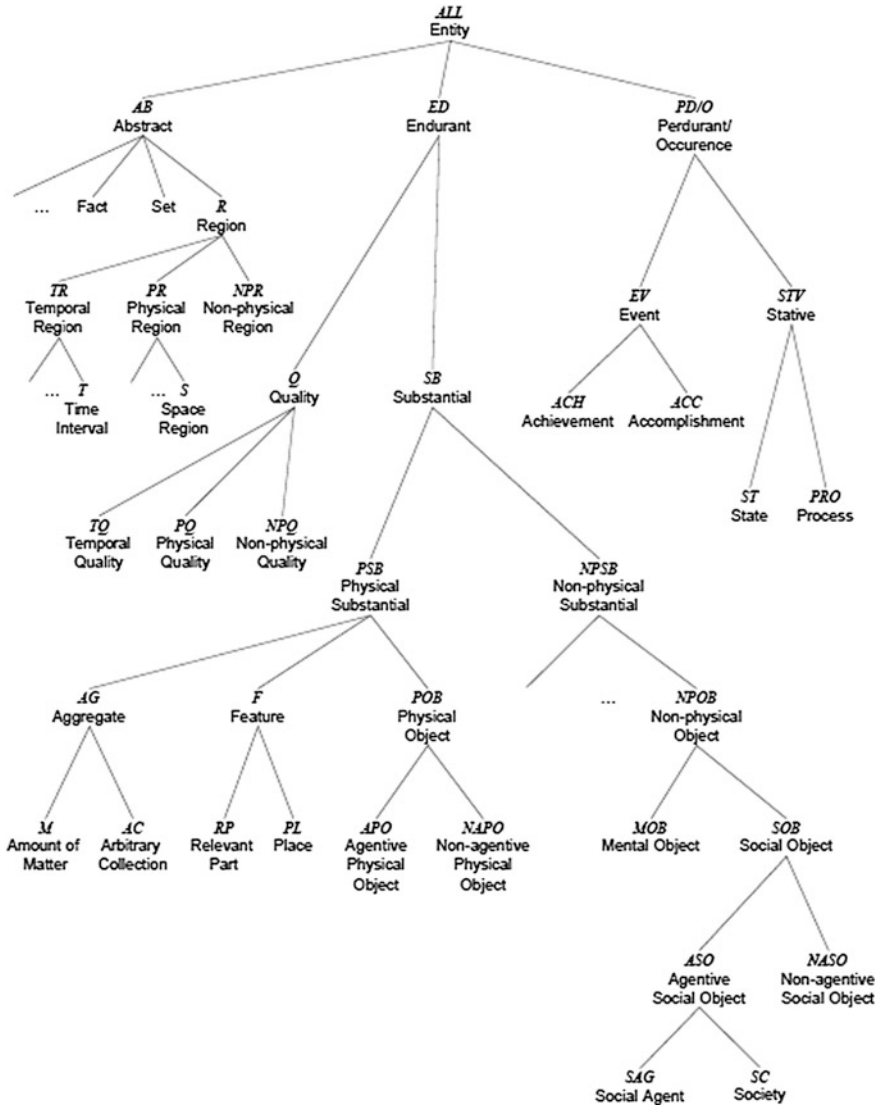 ALL
Entity
AB
Abstract
ED
Endurant
PD/O
Perdurant/
Occurence
...
Fact
Set
R
Region
TR
Temporal
Region
PR
Physical
Region
NPR
Non-physical
Region
EV
Event
STV
Stative
... T
Time
Interval
... S
Space
Region
Q
Quality
SB
Substantial
ACH
Achievement
ACC
Accomplishment
ST
State
PRO
Process
TQ
Temporal
Quality
PQ
Physical
Quality
NPQ
Non-physical
Quality
PSB
Physical
Substantial
NPSB
Non-physical
Substantial
AG
Aggregate
F
Feature
POB
Physical
Object
...
NPOB
Non-physical
Object
M
Amount of
Matter
AC
Arbitrary
Collection
RP
Relevant
Part
PL
Place
APO
Agentive
Physical
Object
NAPO
Non-agentive
Physical
Object
MOB
Mental Object
SOB
Social Object
ASO
Agentive
Social Object
NASO
Non-agentive
Social Object
SAG
Social Agent
SC
Society